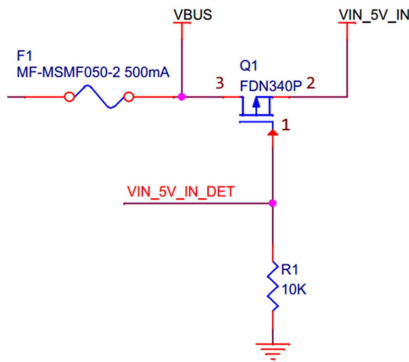 VBUS
VIN_5V_IN
F1
MF-MSMF050-2 500mA
Q1
FDN340P
3
2
1
VIN_5V_IN_DET
R1
10K